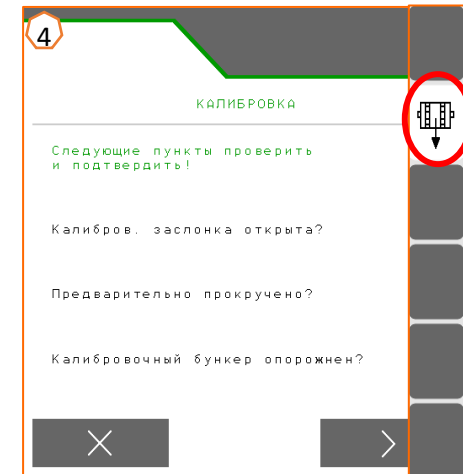 4
КАЛИБРОВКА
Следующие пункты проверить
и подтвердить!
Калибров. заслонка открыта?
Предварительно прокручено?
Калибровочный бункер опорожнен?